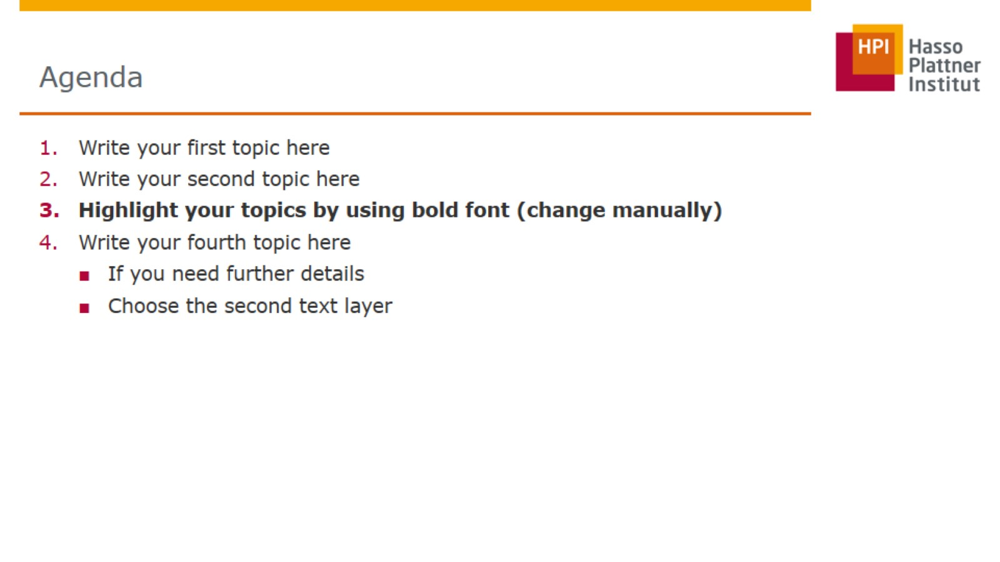 Agenda
HPI Hasso
Plattner
Institut
1. Write your first topic here
2. Write your second topic here
3. Highlight your topics by using bold font (change manually)
4. Write your fourth topic here
■ If you need further details
■ Choose the second text layer